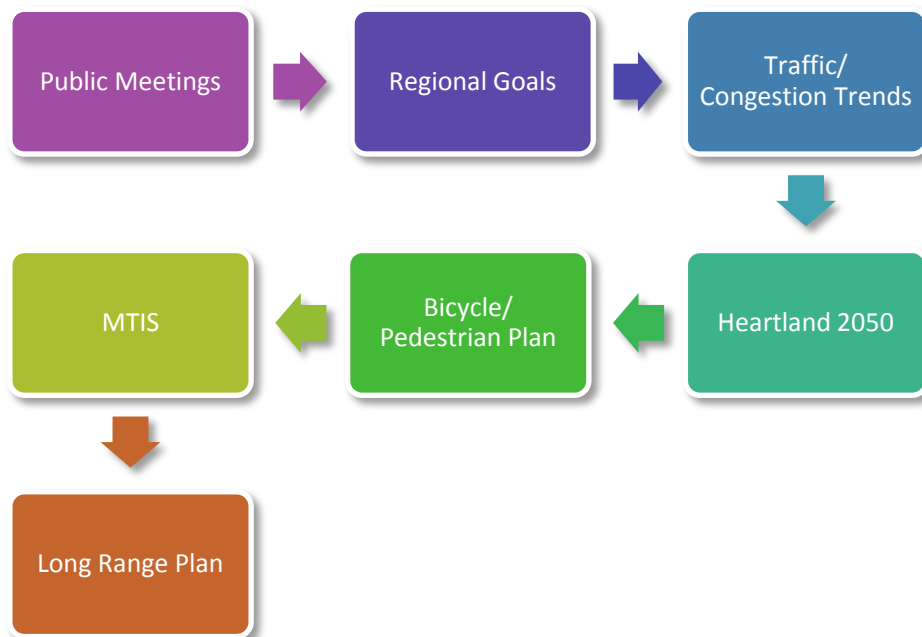 Public Meetings
Regional Goals
Traffic/
Congestion Trends
Heartland 2050
Bicycle/
Pedestrian Plan
MTIS
Long Range Plan